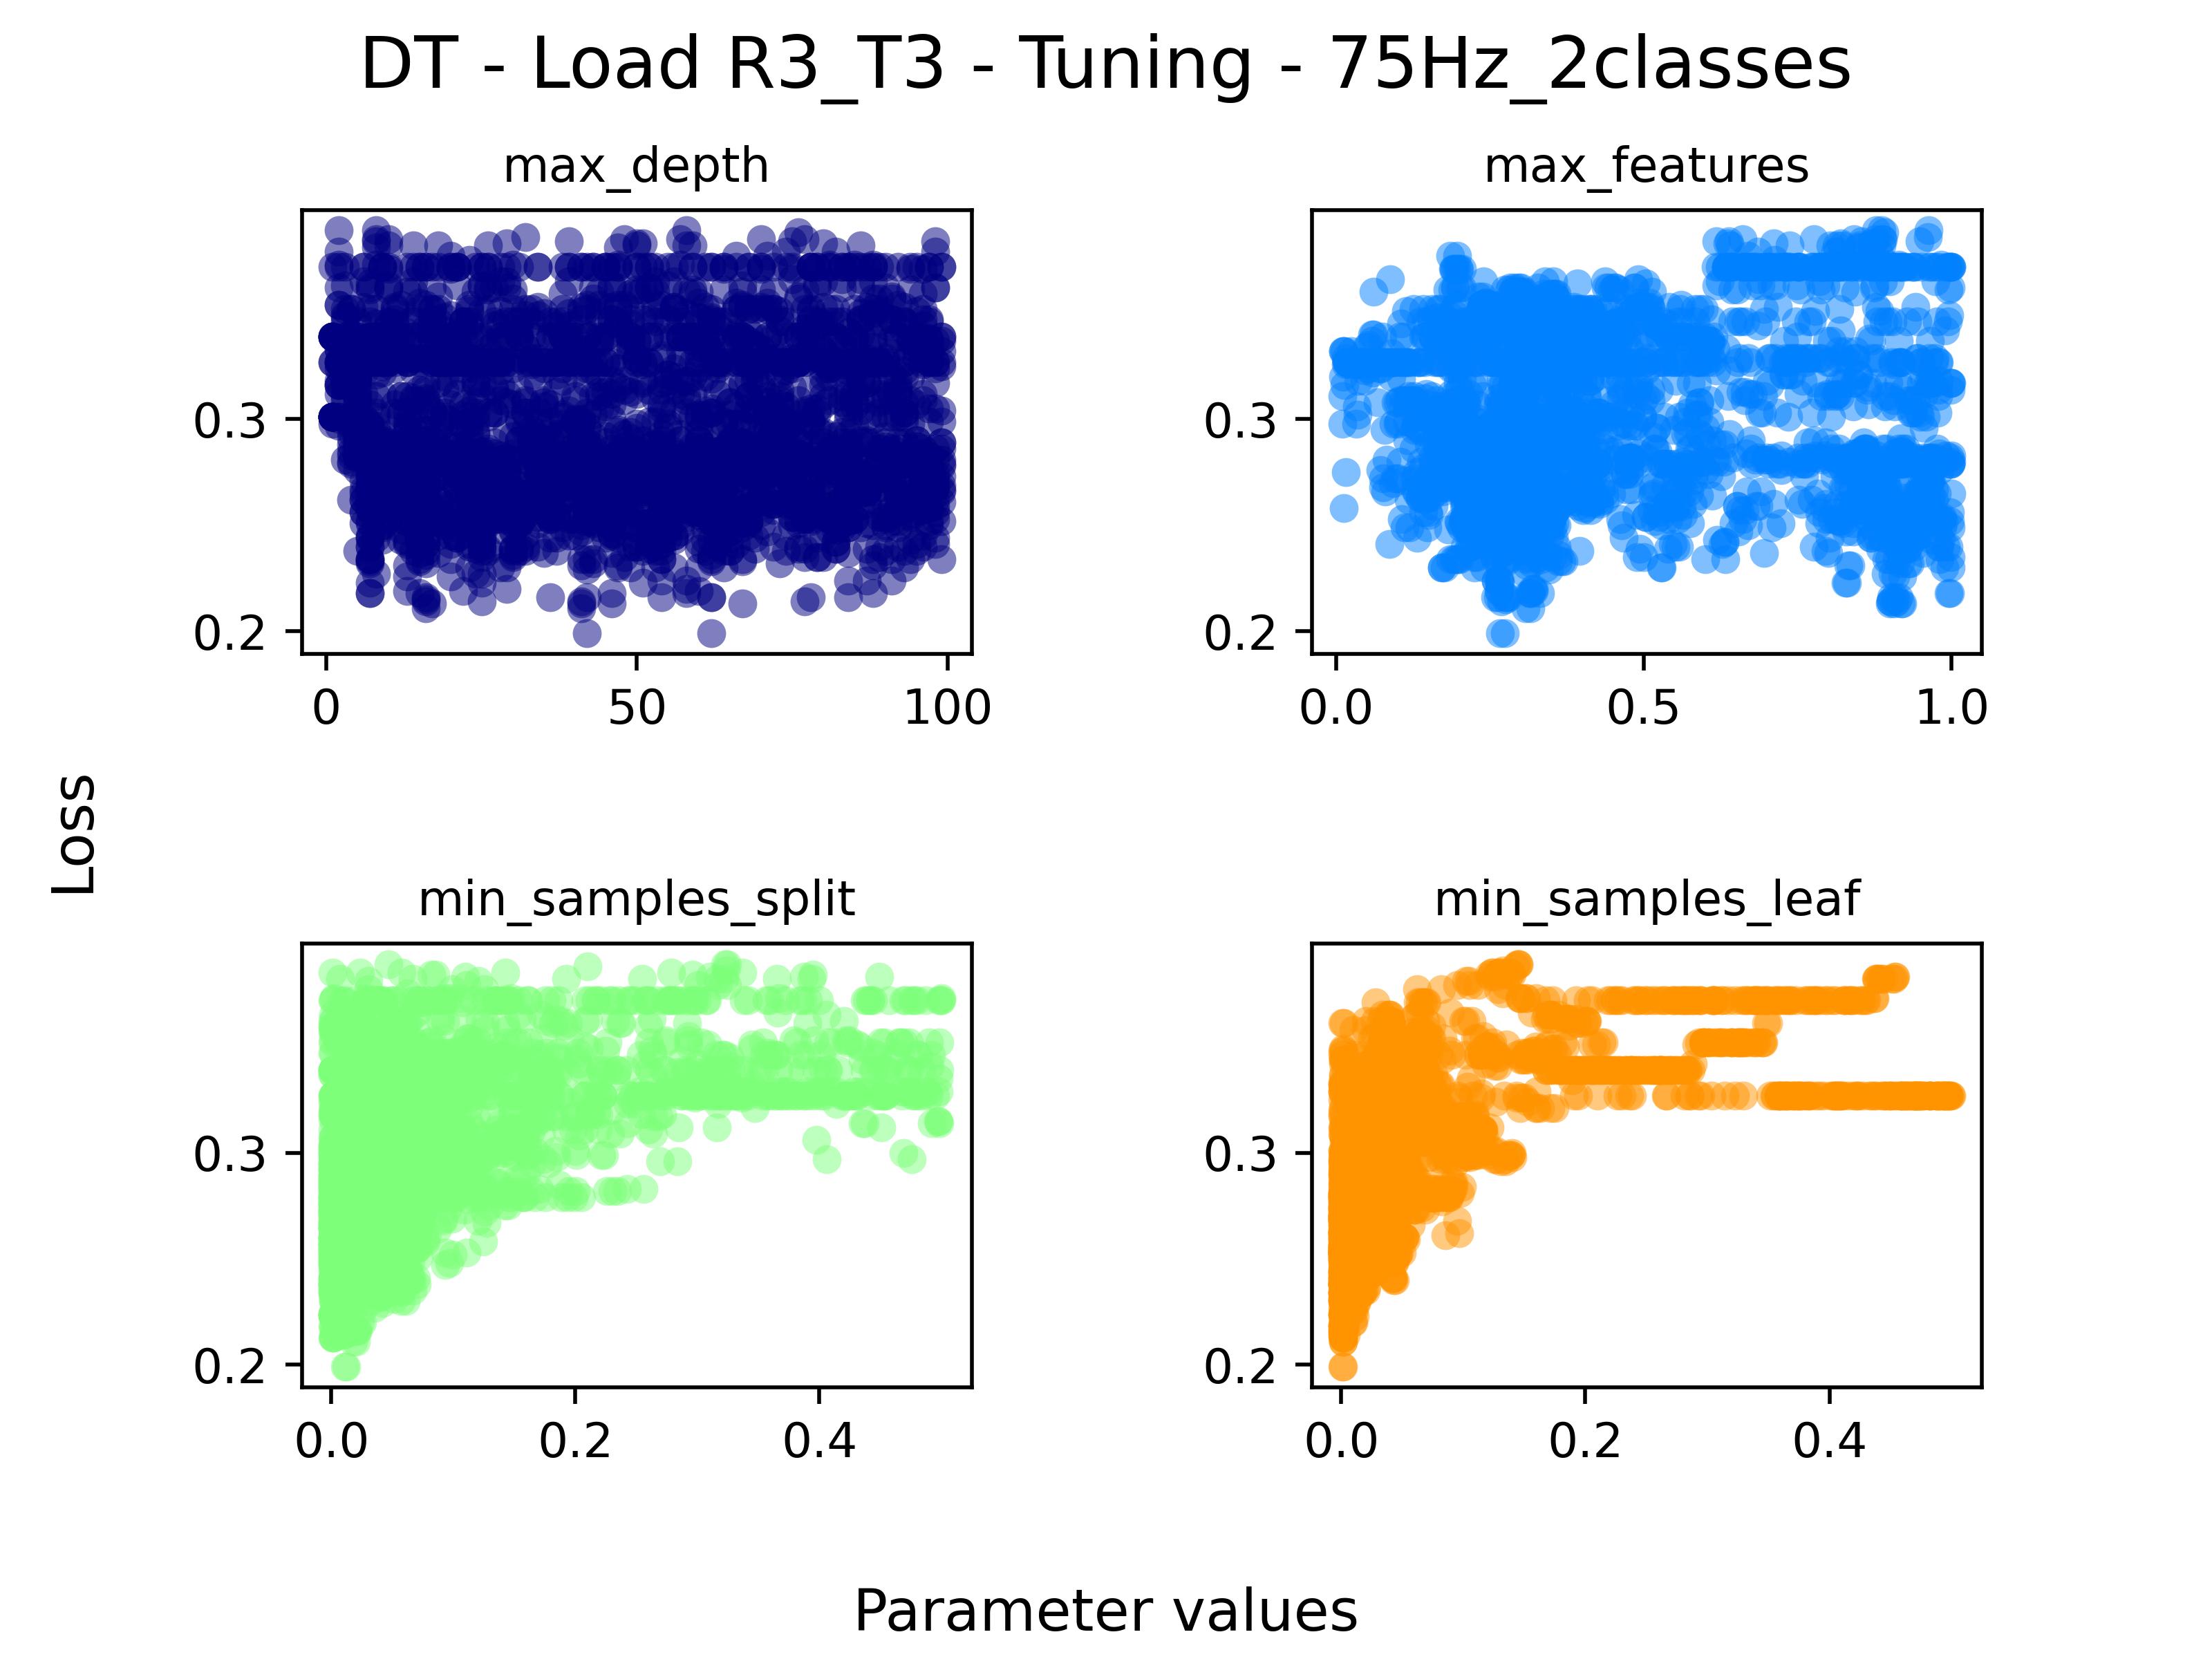 DT - Load R3_T3 - Tuning - 75Hz_2classes
max_depth
max_features
0.3
0.2
0
50
100
0.3
0.2
0.0
0.5
1.0
Loss
min_samples_split
min_samples_leaf
0.3
0.2
0.0
0.2
0.4
0.3
0.2
0.0
0.2
0.4
Parameter values